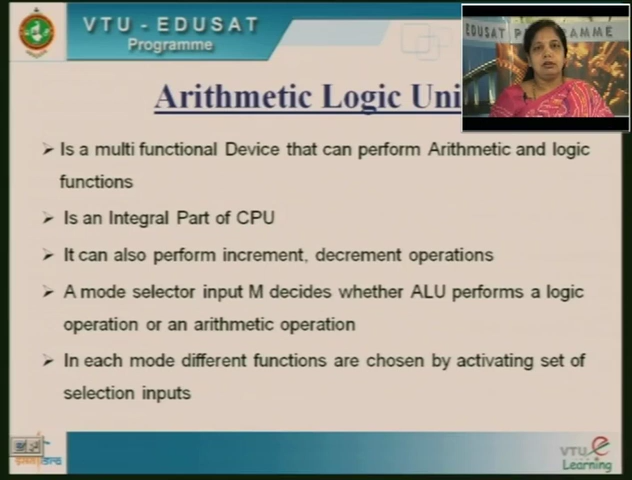 VTU - EDUSAT
Programme
EDUSAT PROGRAMME
Arithmetic Logic Uni
➢ Is a multi functional Device that can perform Arithmetic and logic
functions
➢ Is an Integral Part of CPU
➢ It can also perform increment, decrement operations
➢ A mode selector input M decides whether ALU performs a logic
operation or an arithmetic operation
➢ In each mode different functions are chosen by activating set of
selection inputs
VTU e
Learning